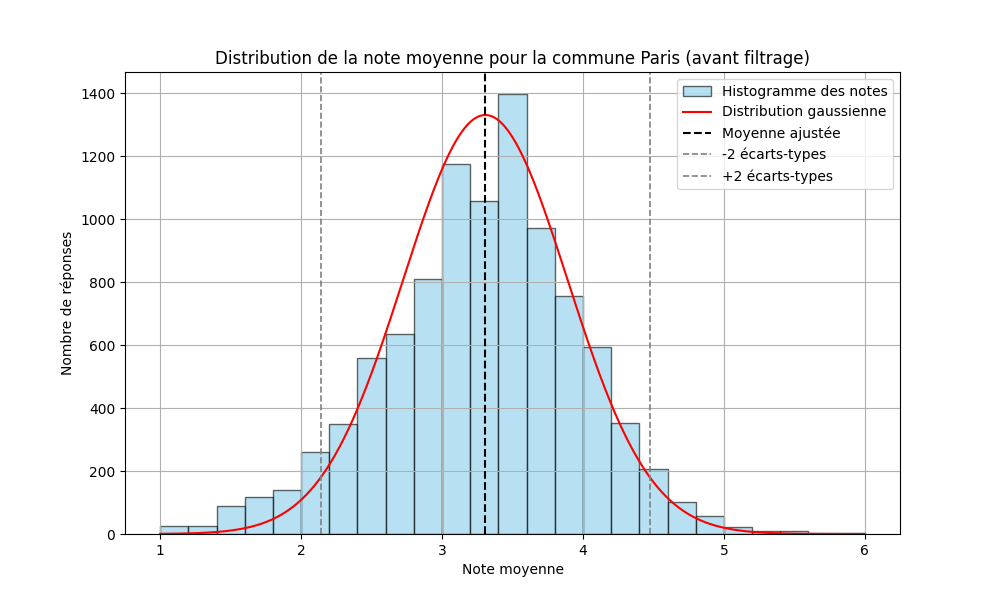 Distribution de la note moyenne pour la commune Paris (avant filtrage)
Histogramme des notes
Distribution gaussienne
Moyenne ajustée
-2 écarts-types
+2 écarts-types
Nombre de réponses
1400
1200
1000
800
600
400
200
0
1 2 3 4 5 6
Note moyenne